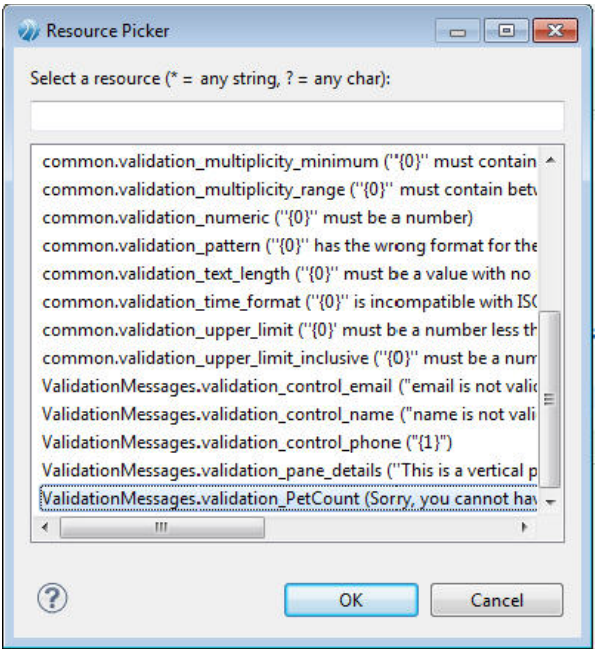 Resource Picker
Select a resource (* = any string, ? = any char):
common.validation_multiplicity_minimum (''{0}'' must contain
common.validation_multiplicity_range (''{0}'' must contain betw
common.validation_numeric (''{0}'' must be a number)
common.validation_pattern (''{0}'' has the wrong format for the
common.validation_text_length (''{0}'' must be a value with no
common.validation_time_format (''{0}'' is incompatible with ISO
common.validation_upper_limit (''{0}' must be a number less th
common.validation_upper_limit_inclusive (''{0}'' must be a num
ValidationMessages.validation_control_email ("email is not valid
ValidationMessages.validation_control_name ("name is not vali
ValidationMessages.validation_control_phone ("{1}")
ValidationMessages.validation_pane_details ("This is a vertical p
ValidationMessages.validation_PetCount (Sorry, you cannot hav
OK
Cancel